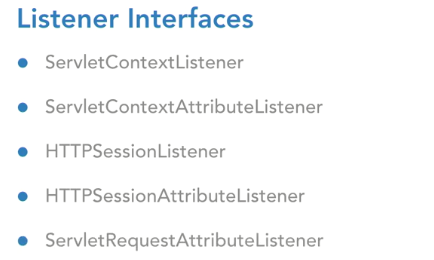 Listener Interfaces
• ServletContextListener
• ServletContextAttributeListener
• HTTPSessionListener
• HTTPSessionAttributeListener
• ServletRequestAttributeListener